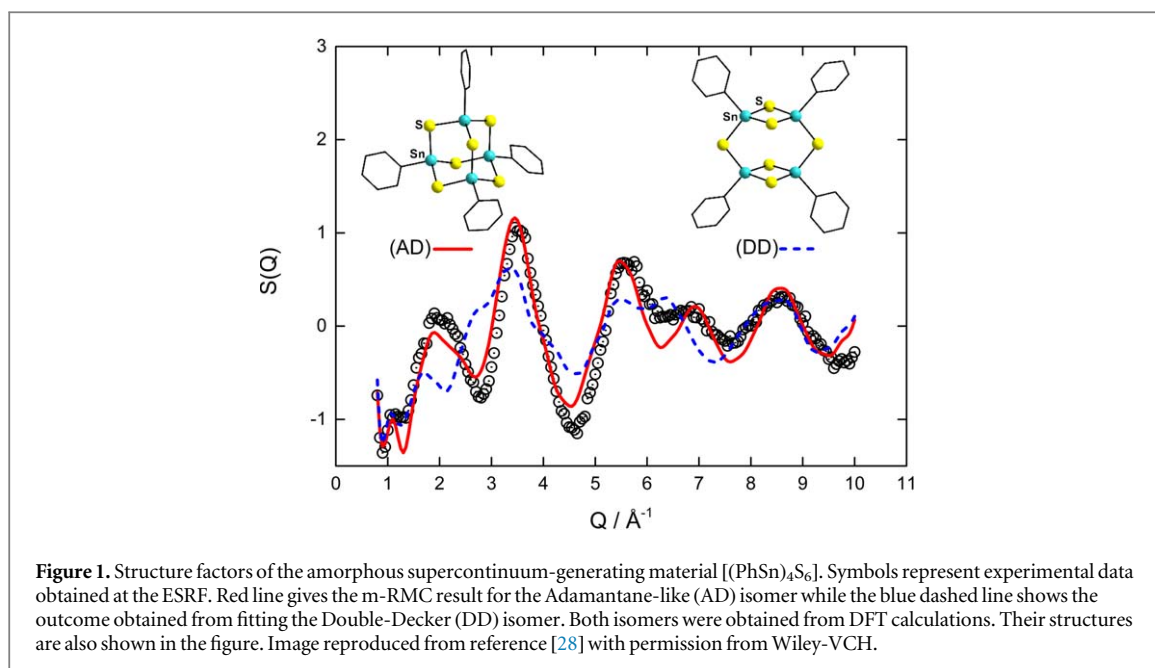 3
2
1
0
-1
S(Q)
S
Sn
S
Sn
(AD)
(DD)
0 1 2 3 4 5 6 7 8 9 10 11
Q / Å⁻¹
Figure 1. Structure factors of the amorphous supercontinuum-generating material [(PhSn)₄S₆]. Symbols represent experimental data
obtained at the ESRF. Red line gives the m-RMC result for the Adamantane-like (AD) isomer while the blue dashed line shows the
outcome obtained from fitting the Double-Decker (DD) isomer. Both isomers were obtained from DFT calculations. Their structures
are also shown in the figure. Image reproduced from reference [28] with permission from Wiley-VCH.